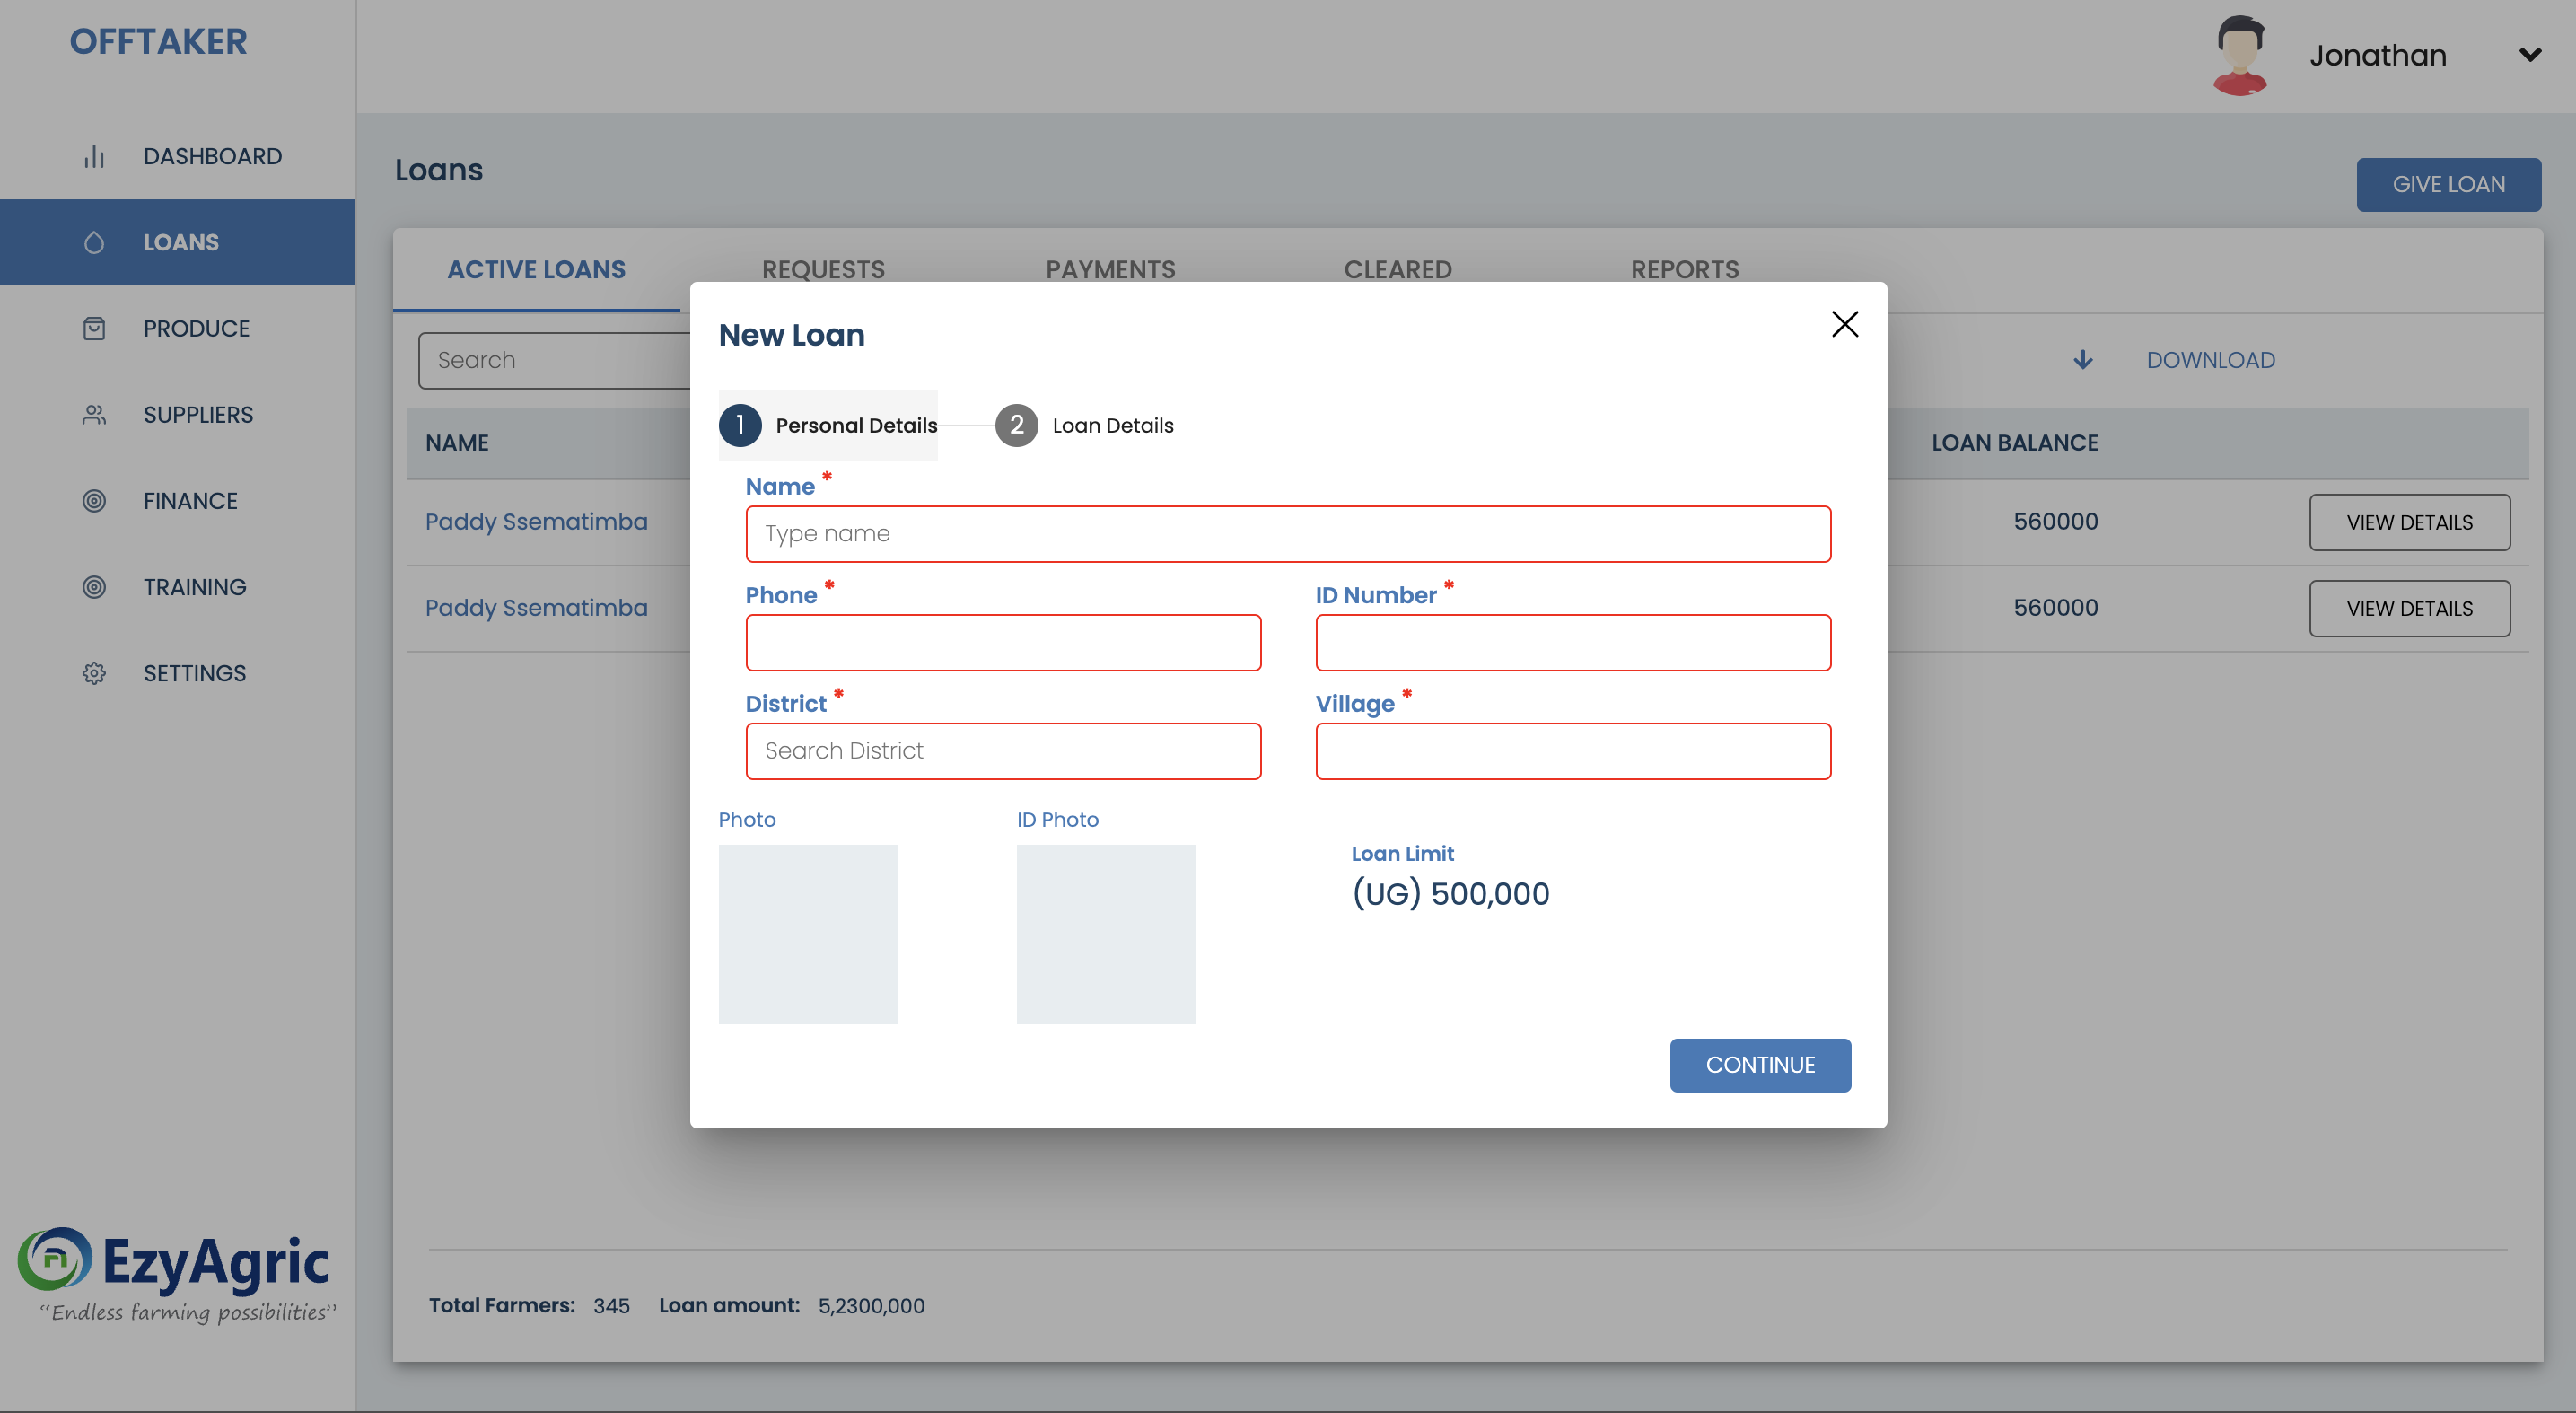 OFFTAKER
Jonathan
DASHBOARD
LOANS
PRODUCE
SUPPLIERS
FINANCE
TRAINING
SETTINGS
EzyAgric
“Endless farming possibilities”
Loans
GIVE LOAN
ACTIVE LOANS REQUESTS PAYMENTS CLEARED REPORTS
Search
DOWNLOAD
NAME LOAN BALANCE
Paddy Ssematimba 560000 VIEW DETAILS
Paddy Ssematimba 560000 VIEW DETAILS
Total Farmers: 345 Loan amount: 5,2300,000
New Loan
1 Personal Details 2 Loan Details
Name *
Type name
Phone * ID Number *
District * Village *
Search District
Photo ID Photo
Loan Limit
(UG) 500,000
CONTINUE